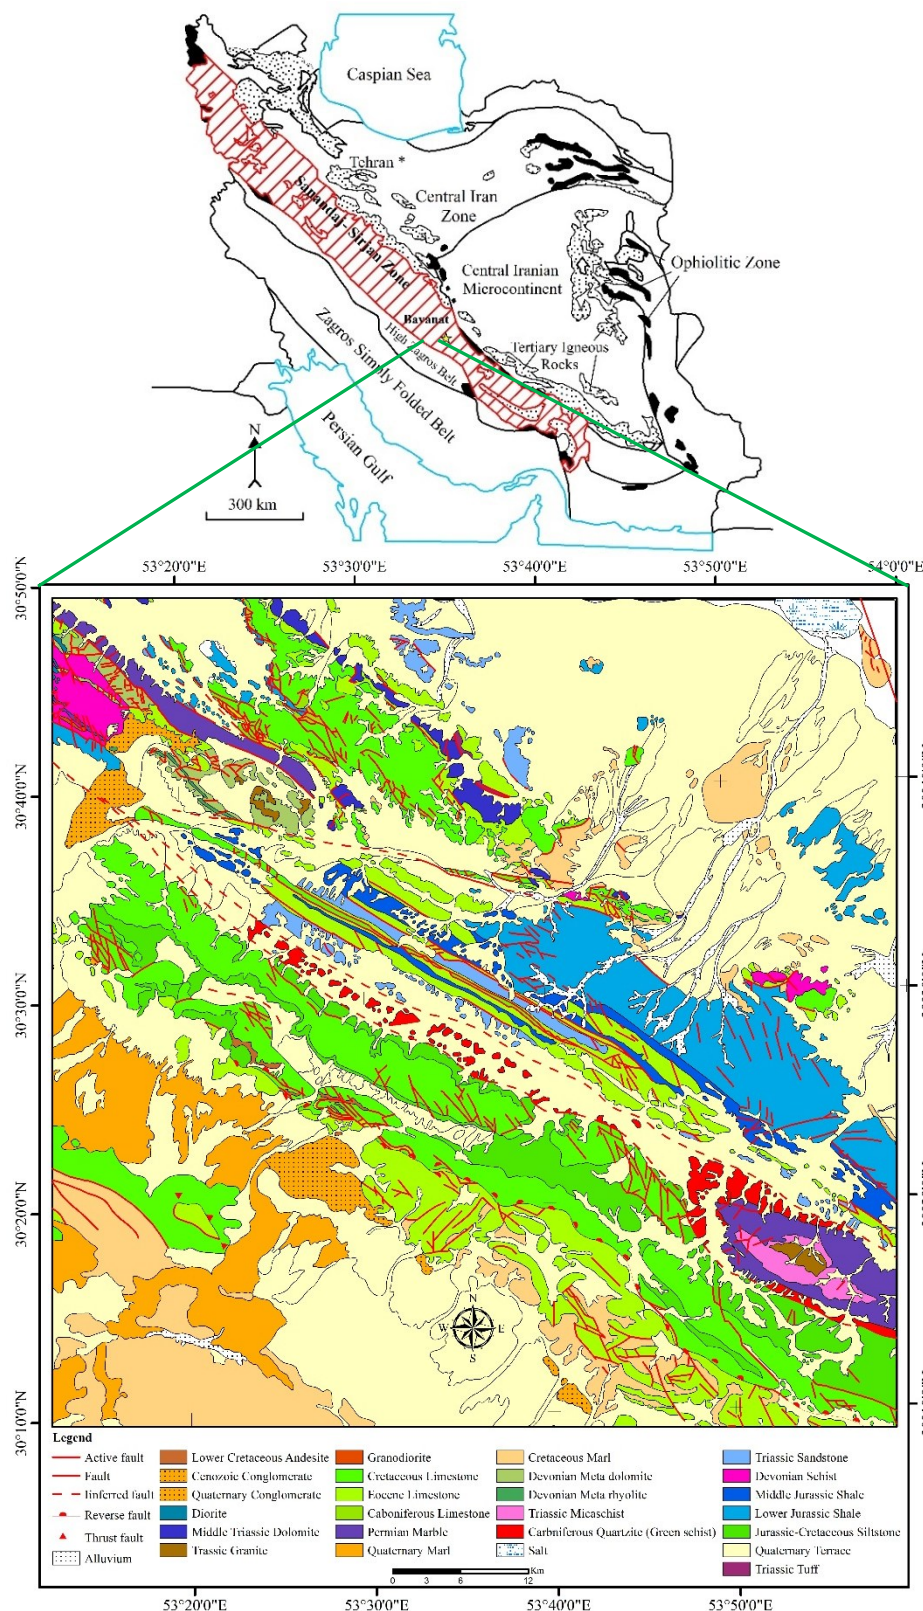 Caspian Sea
Tehran *
Central Iran
Zone
Sanandaj- Sirjan Zone
Ophiolitic Zone
Central Iranian
Microcontinent
Bavanat
High Zagros Belt
Tertiary Igneous
Rocks
Zagros Simply Folded Belt
Persian Gulf
N
300 km
53°20'0"E 53°30'0"E 53°40'0"E 53°50'0"E 54°0'0"E
30°50'0"N
30°40'0"N
30°30'0"N
30°20'0"N
30°10'0"N
N
W E
S
Legend
Active fault
Fault
Iinferred fault
Reverse fault
Thrust fault
Alluvium
Lower Cretaceous Andesite
Cenozoic Conglomerate
Quaternary Conglomerate
Diorite
Middle Triassic Dolomite
Trassic Granite
Granodiorite
Cretaceous Limestone
Eocene Limestone
Caboniferous Limestone
Permian Marble
Quaternary Marl
Cretaceous Marl
Devonian Meta dolomite
Devonian Meta rhyolite
Triassic Micaschist
Carbniferous Quartzite (Green schist)
Salt
Triassic Sandstone
Devonian Schist
Middle Jurassic Shale
Lower Jurassic Shale
Jurassic-Cretaceous Siltstone
Quaternary Terrace
Triassic Tuff
Km
0 3 6 12
53°20'0"E 53°30'0"E 53°40'0"E 53°50'0"E